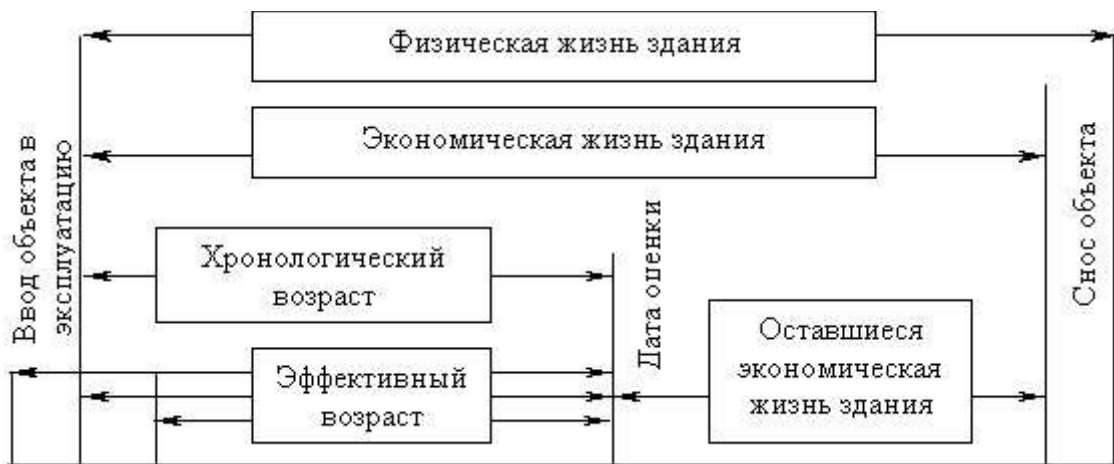 Физическая жизнь здания
Экономическая жизнь здания
Ввод объекта в
эксплуатацию
Хронологический
возраст
Эффективный
возраст
Дата оценки
Оставшиеся
экономическая
жизнь здания
Снос объекта